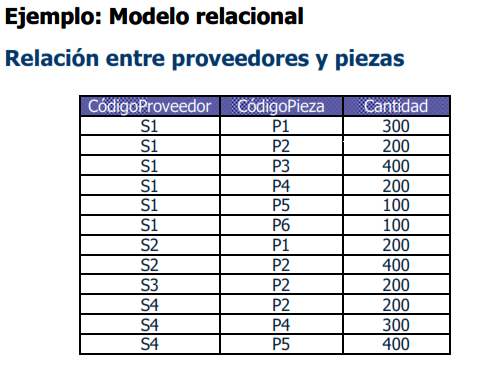 Ejemplo: Modelo relacional
Relación entre proveedores y piezas
CódigoProveedor CódigoPieza Cantidad
S1 P1 300
S1 P2 200
S1 P3 400
S1 P4 200
S1 P5 100
S1 P6 100
S2 P1 200
S2 P2 400
S3 P2 200
S4 P2 200
S4 P4 300
S4 P5 400